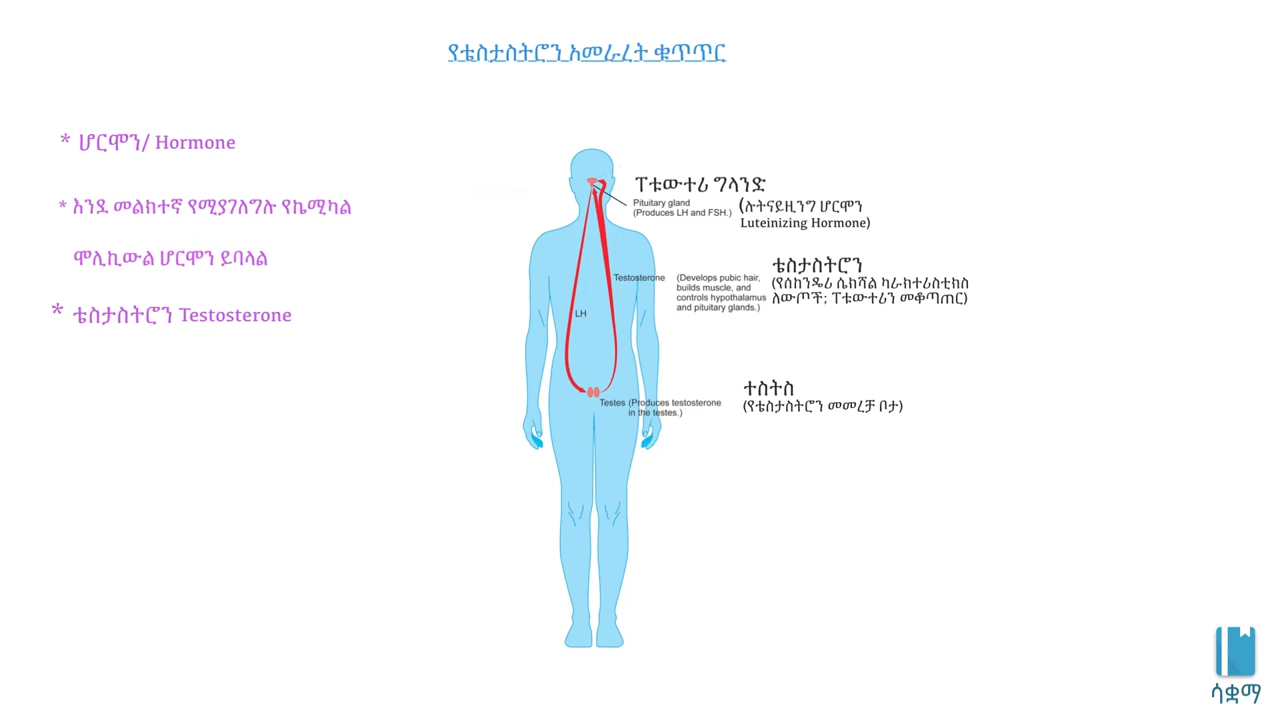 የቴስታስትሮን አመራረት ቁጥጥር
* ሆርሞን/ Hormone
* እንደ መልክተኛ የሚያገለግሉ የኬሚካል
ሞሊኪውል ሆርሞን ይባላል
* ቴስታስትሮን Testosterone
ፐቱውተሪ ግላንድ
Pituitary gland
(Produces LH and FSH.)
(ሉትናይዚንግ ሆርሞን
Luteinizing Hormone)
Testosterone
(Develops pubic hair,
builds muscle, and
controls hypothalamus
and pituitary glands.)
ቴስታስትሮን
(የሰከንዴሪ ሴክሻል ካራክተሪስቲክስ
ለውጦች; ፐቱውተሪን መቆጣጠር)
LH
Testes (Produces testosterone
in the testes.)
ተስትስ
(የቴስታስትሮን መመረቻ ቦታ)
ሳቋማ